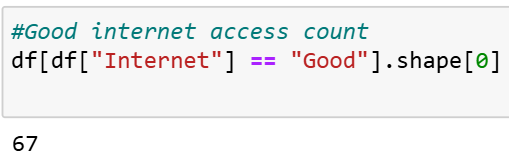 #Good internet access count
df[df["Internet"] == "Good"].shape[0]
67